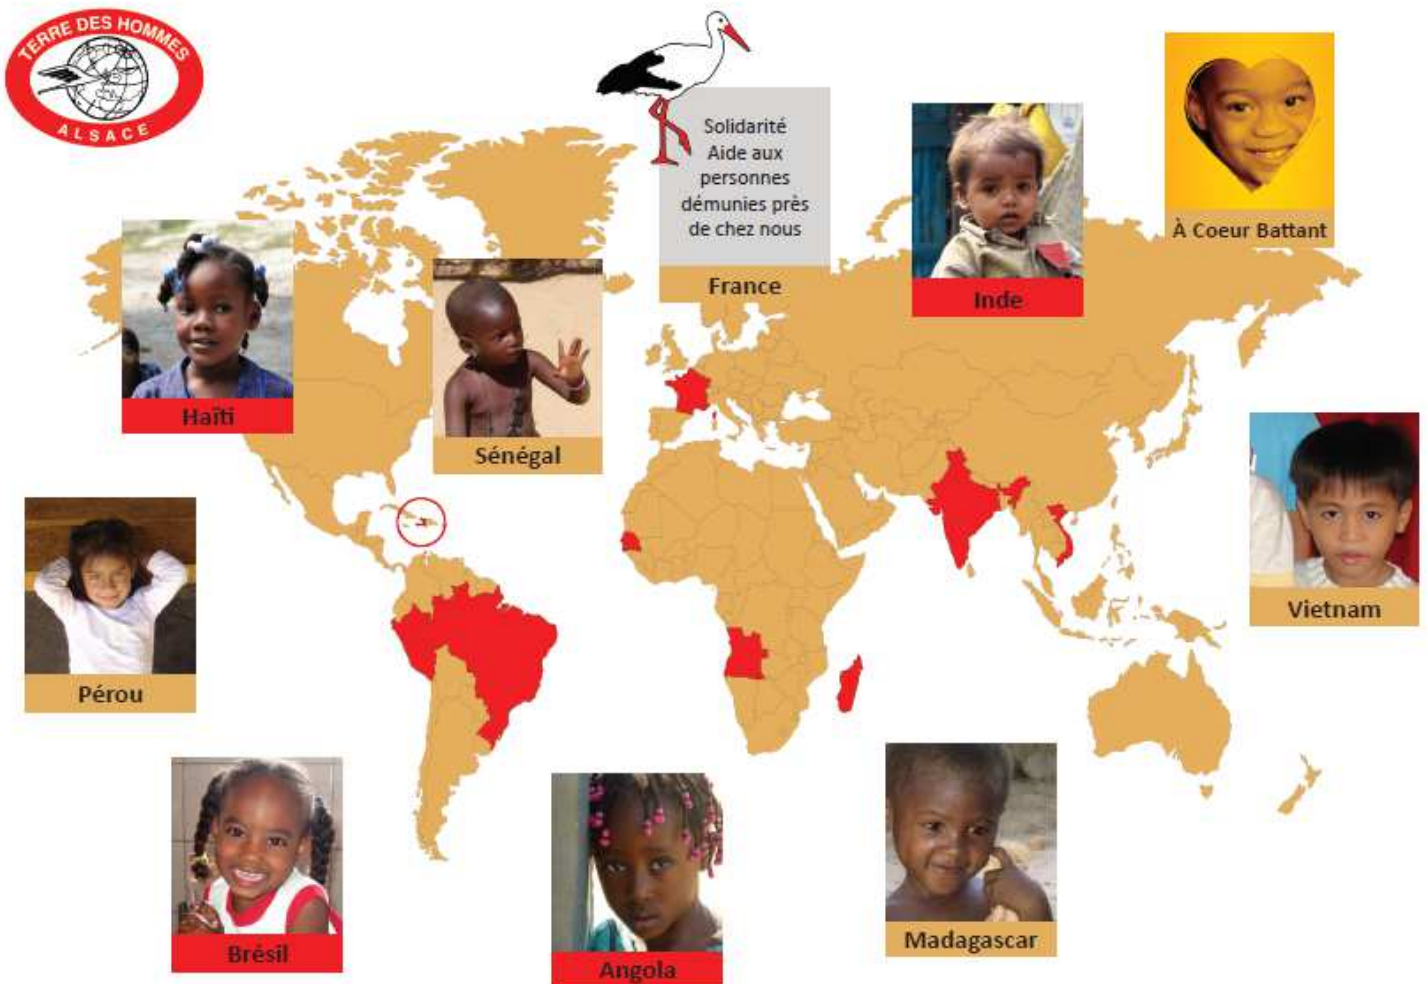 TERRE DES HOMMES
ALSACE
Solidarité
Aide aux
personnes
démunies près
de chez nous
France
Inde
À Coeur Battant
Haïti
Sénégal
Vietnam
Pérou
Brésil
Angola
Madagascar